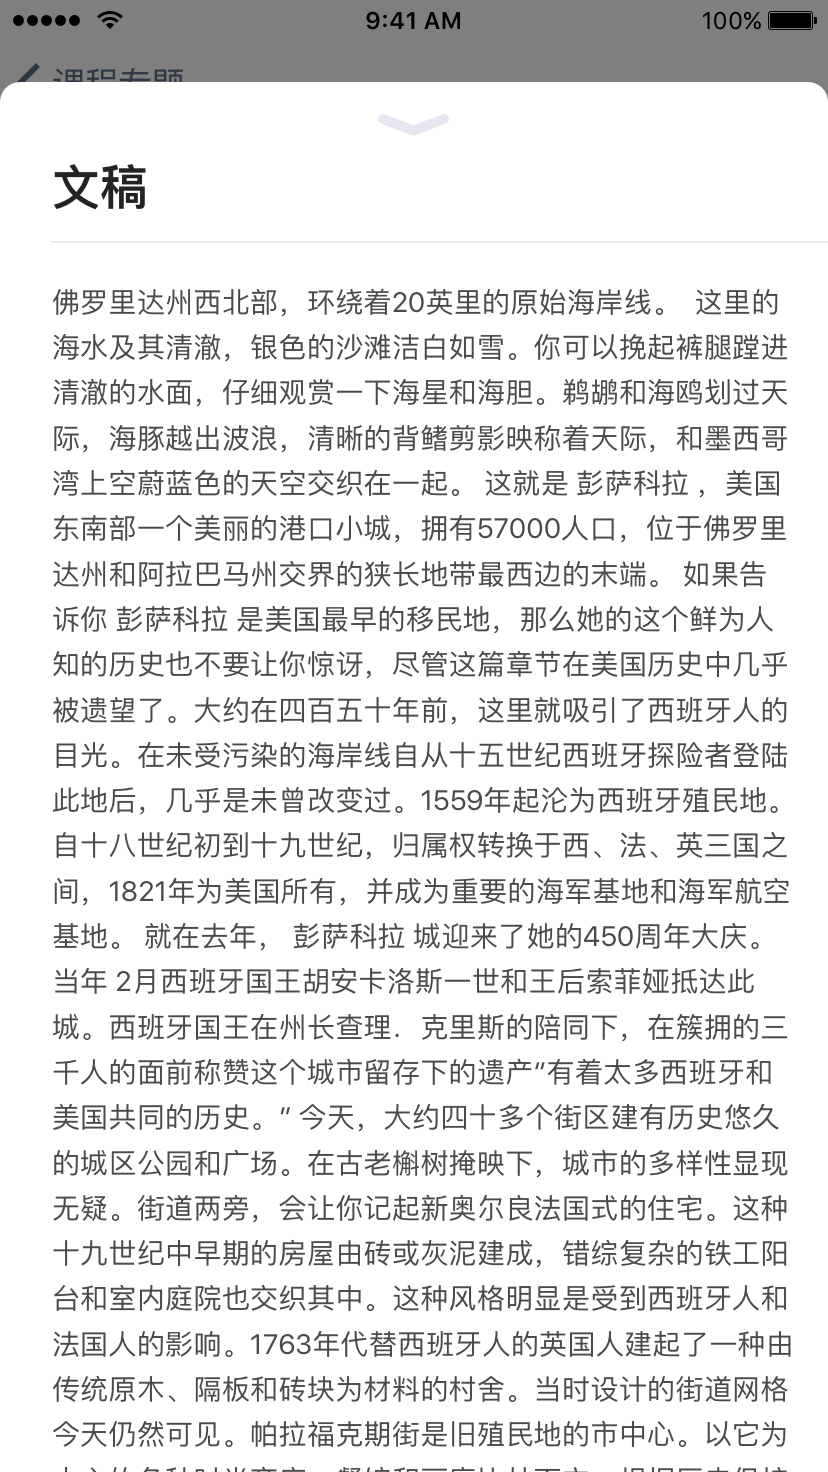 9:41 AM
100%
课程专题
文稿
佛罗里达州西北部，环绕着20英里的原始海岸线。 这里的
海水及其清澈，银色的沙滩洁白如雪。你可以挽起裤腿蹚进
清澈的水面，仔细观赏一下海星和海胆。鹈鹕和海鸥划过天
际，海豚越出波浪，清晰的背鳍剪影映称着天际，和墨西哥
湾上空蔚蓝色的天空交织在一起。 这就是 彭萨科拉 ，美国
东南部一个美丽的港口小城，拥有57000人口，位于佛罗里
达州和阿拉巴马州交界的狭长地带最西边的末端。 如果告
诉你 彭萨科拉 是美国最早的移民地，那么她的这个鲜为人
知的历史也不要让你惊讶，尽管这篇章节在美国历史中几乎
被遗望了。大约在四百五十年前，这里就吸引了西班牙人的
目光。在未受污染的海岸线自从十五世纪西班牙探险者登陆
此地后，几乎是未曾改变过。1559年起沦为西班牙殖民地。
自十八世纪初到十九世纪，归属权转换于西、法、英三国之
间，1821年为美国所有，并成为重要的海军基地和海军航空
基地。 就在去年， 彭萨科拉 城迎来了她的450周年大庆。
当年 2月西班牙国王胡安卡洛斯一世和王后索菲娅抵达此
城。西班牙国王在州长查理．克里斯的陪同下，在簇拥的三
千人的面前称赞这个城市留存下的遗产“有着太多西班牙和
美国共同的历史。” 今天，大约四十多个街区建有历史悠久
的城区公园和广场。在古老槲树掩映下，城市的多样性显现
无疑。街道两旁，会让你记起新奥尔良法国式的住宅。这种
十九世纪中早期的房屋由砖或灰泥建成，错综复杂的铁工阳
台和室内庭院也交织其中。这种风格明显是受到西班牙人和
法国人的影响。1763年代替西班牙人的英国人建起了一种由
传统原木、隔板和砖块为材料的村舍。当时设计的街道网格
今天仍然可见。帕拉福克期街是旧殖民地的市中心。以它为